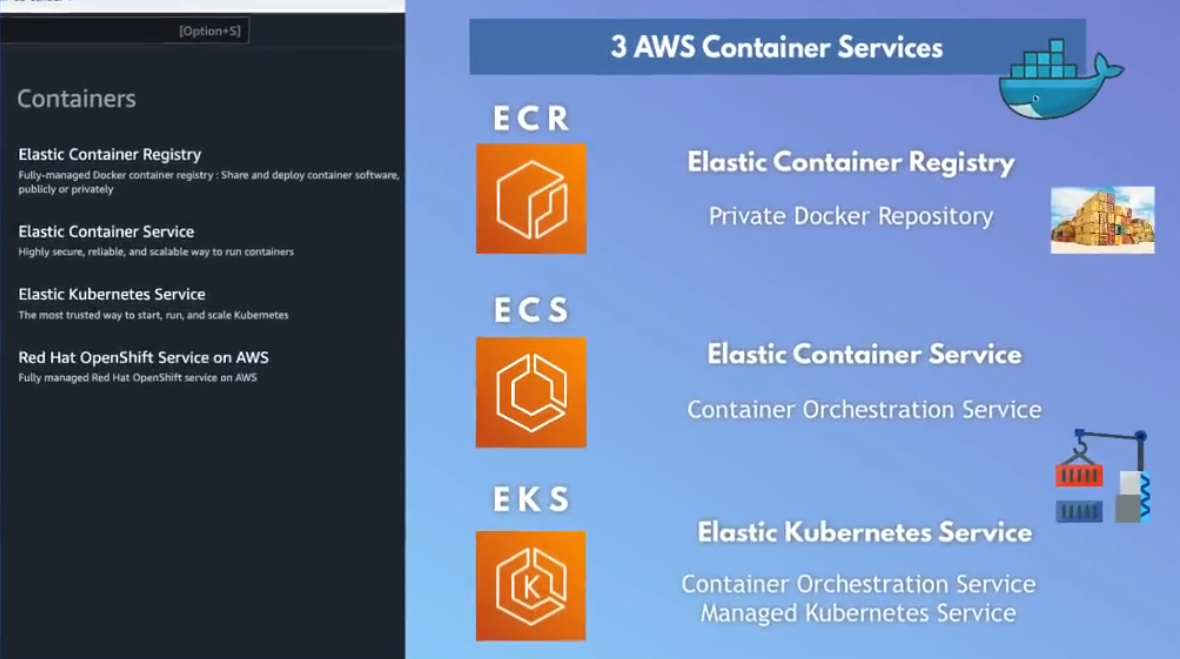 [Option+S]
Containers
Elastic Container Registry
Fully-managed Docker container registry : Share and deploy container software,
publicly or privately
Elastic Container Service
Highly secure, reliable, and scalable way to run containers
Elastic Kubernetes Service
The most trusted way to start, run, and scale Kubernetes
Red Hat OpenShift Service on AWS
Fully managed Red Hat OpenShift service on AWS
3 AWS Container Services
ECR
Elastic Container Registry
Private Docker Repository
ECS
Elastic Container Service
Container Orchestration Service
EKS
K
Elastic Kubernetes Service
Container Orchestration Service
Managed Kubernetes Service